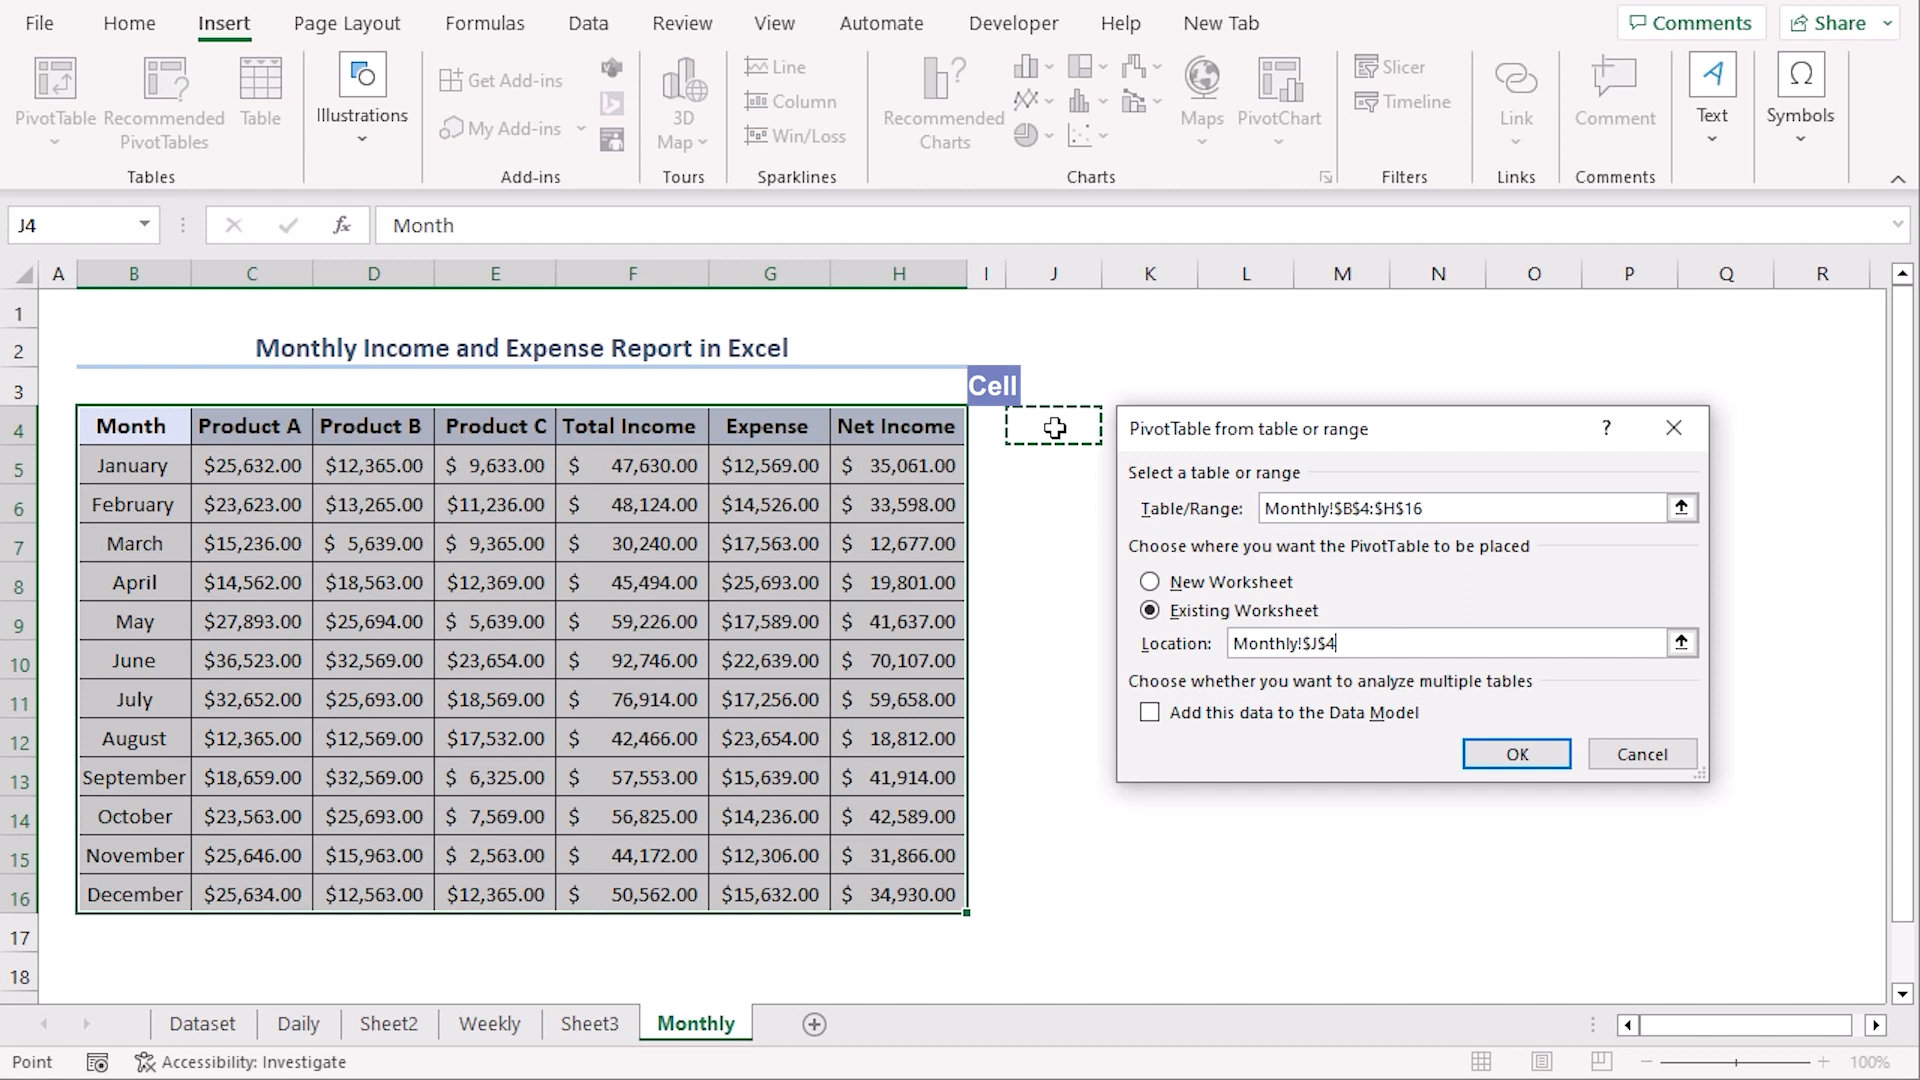 File Home Insert Page Layout Formulas Data Review View Automate Developer Help New Tab Comments Share
PivotTable Recommended PivotTables Table
Tables
Illustrations
Get Add-ins
My Add-ins
Add-ins
3D Map
Tours
Line
Column
Win/Loss
Sparklines
Recommended Charts
Maps PivotChart
Charts
Slicer
Timeline
Filters
Link
Links
Comment
Comments
Text
Symbols
J4 fx Month
A B C D E F G H I J K L M N O P Q R
1
2 Monthly Income and Expense Report in Excel
3 Cell
4 Month Product A Product B Product C Total Income Expense Net Income
5 January $25,632.00 $12,365.00 $ 9,633.00 $ 47,630.00 $12,569.00 $ 35,061.00
6 February $23,623.00 $13,265.00 $11,236.00 $ 48,124.00 $14,526.00 $ 33,598.00
7 March $15,236.00 $ 5,639.00 $ 9,365.00 $ 30,240.00 $17,563.00 $ 12,677.00
8 April $14,562.00 $18,563.00 $12,369.00 $ 45,494.00 $25,693.00 $ 19,801.00
9 May $27,893.00 $25,694.00 $ 5,639.00 $ 59,226.00 $17,589.00 $ 41,637.00
10 June $36,523.00 $32,569.00 $23,654.00 $ 92,746.00 $22,639.00 $ 70,107.00
11 July $32,652.00 $25,693.00 $18,569.00 $ 76,914.00 $17,256.00 $ 59,658.00
12 August $12,365.00 $12,569.00 $17,532.00 $ 42,466.00 $23,654.00 $ 18,812.00
13 September $18,659.00 $32,569.00 $ 6,325.00 $ 57,553.00 $15,639.00 $ 41,914.00
14 October $23,563.00 $25,693.00 $ 7,569.00 $ 56,825.00 $14,236.00 $ 42,589.00
15 November $25,646.00 $15,963.00 $ 2,563.00 $ 44,172.00 $12,306.00 $ 31,866.00
16 December $25,634.00 $12,563.00 $12,365.00 $ 50,562.00 $15,632.00 $ 34,930.00
17
18
PivotTable from table or range ?
Select a table or range
Table/Range: Monthly!$B$4:$H$16
Choose where you want the PivotTable to be placed
New Worksheet
Existing Worksheet
Location: Monthly!$J$4
Choose whether you want to analyze multiple tables
Add this data to the Data Model
OK Cancel
Dataset Daily Sheet2 Weekly Sheet3 Monthly
Point Accessibility: Investigate 100%